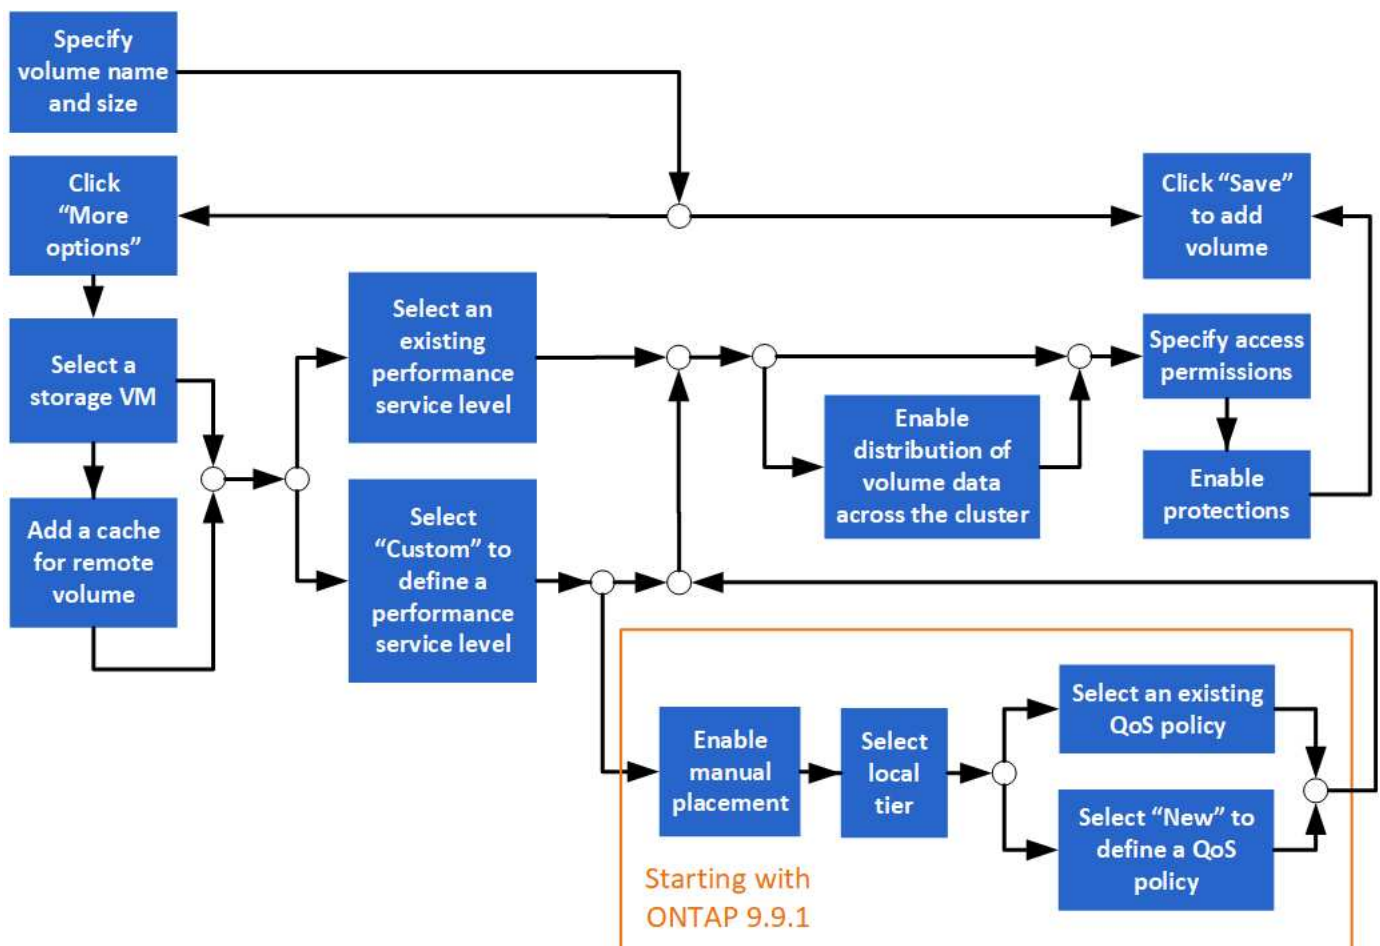 Specify
volume name
and size
Click
“More
options”
Click “Save”
to add
volume
Select a
storage VM
Select an
existing
performance
service level
Specify access
permissions
Enable
distribution of
volume data
across the cluster
Enable
protections
Add a cache
for remote
volume
Select
“Custom” to
define a
performance
service level
Enable
manual
placement
Select
local
tier
Select an existing
QoS policy
Select “New” to
define a QoS
policy
Starting with
ONTAP 9.9.1